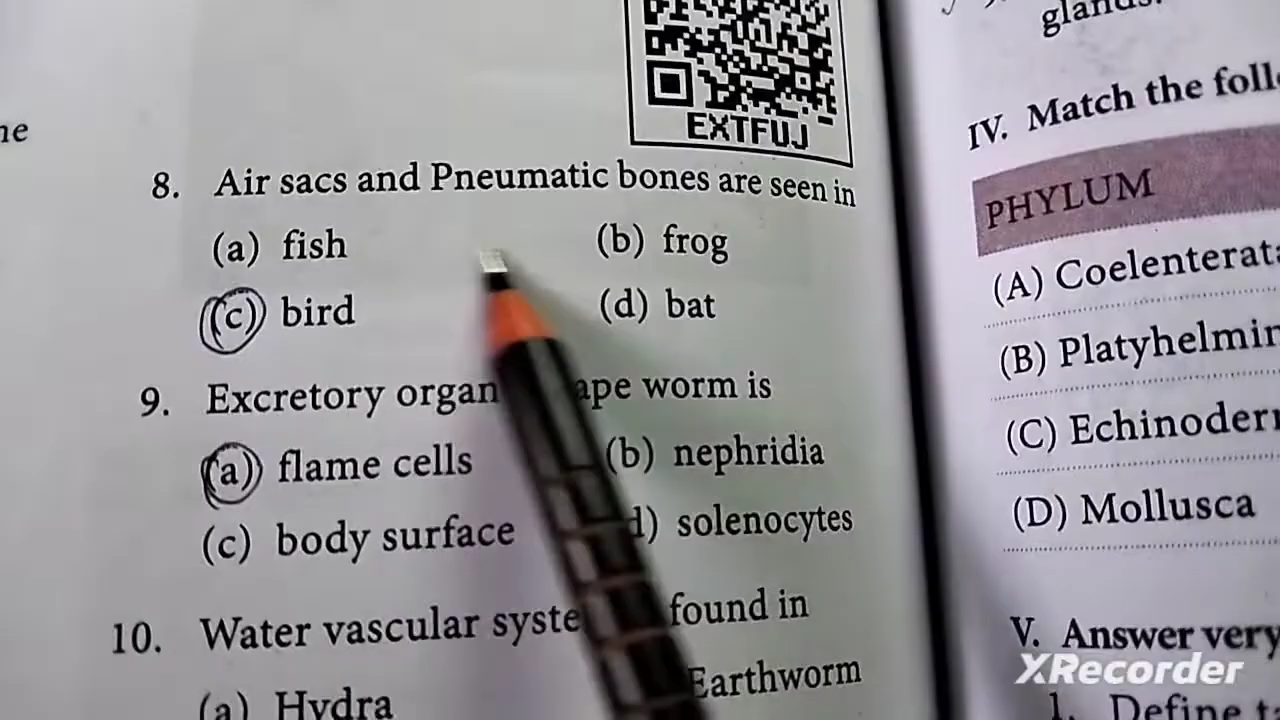 EXTFUJ
8. Air sacs and Pneumatic bones are seen in
(a) fish (b) frog
(c) bird (d) bat
9. Excretory organ ape worm is
(a) flame cells (b) nephridia
(c) body surface d) solenocytes
10. Water vascular syste found in
(a) Hydra Earthworm
glands.
IV. Match the foll
PHYLUM
(A) Coelenterat
(B) Platyhelmin
(C) Echinoder
(D) Mollusca
V. Answer very
1. Define
XRecorder